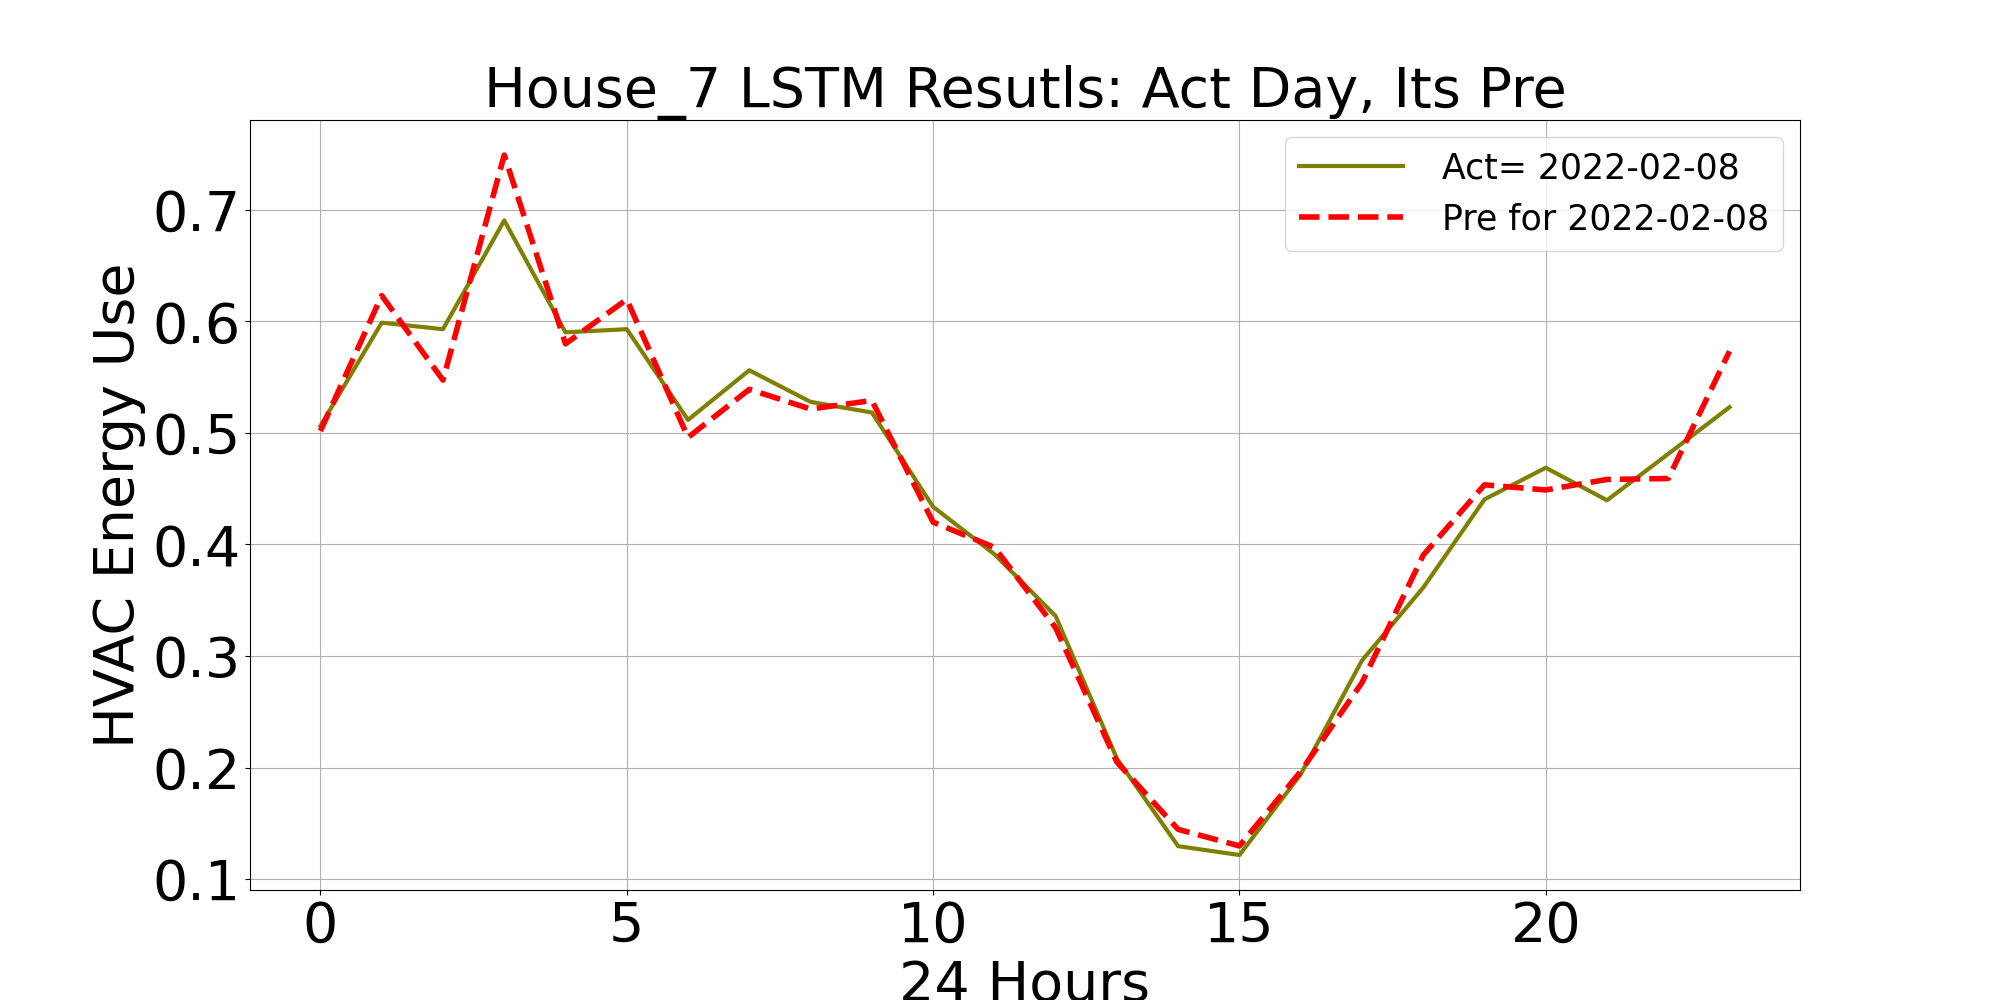 House_7 LSTM Resutls: Act Day, Its Pre
Act= 2022-02-08
Pre for 2022-02-08
HVAC Energy Use
0.7
0.6
0.5
0.4
0.3
0.2
0.1
0 5 10 15 20
24 Hours